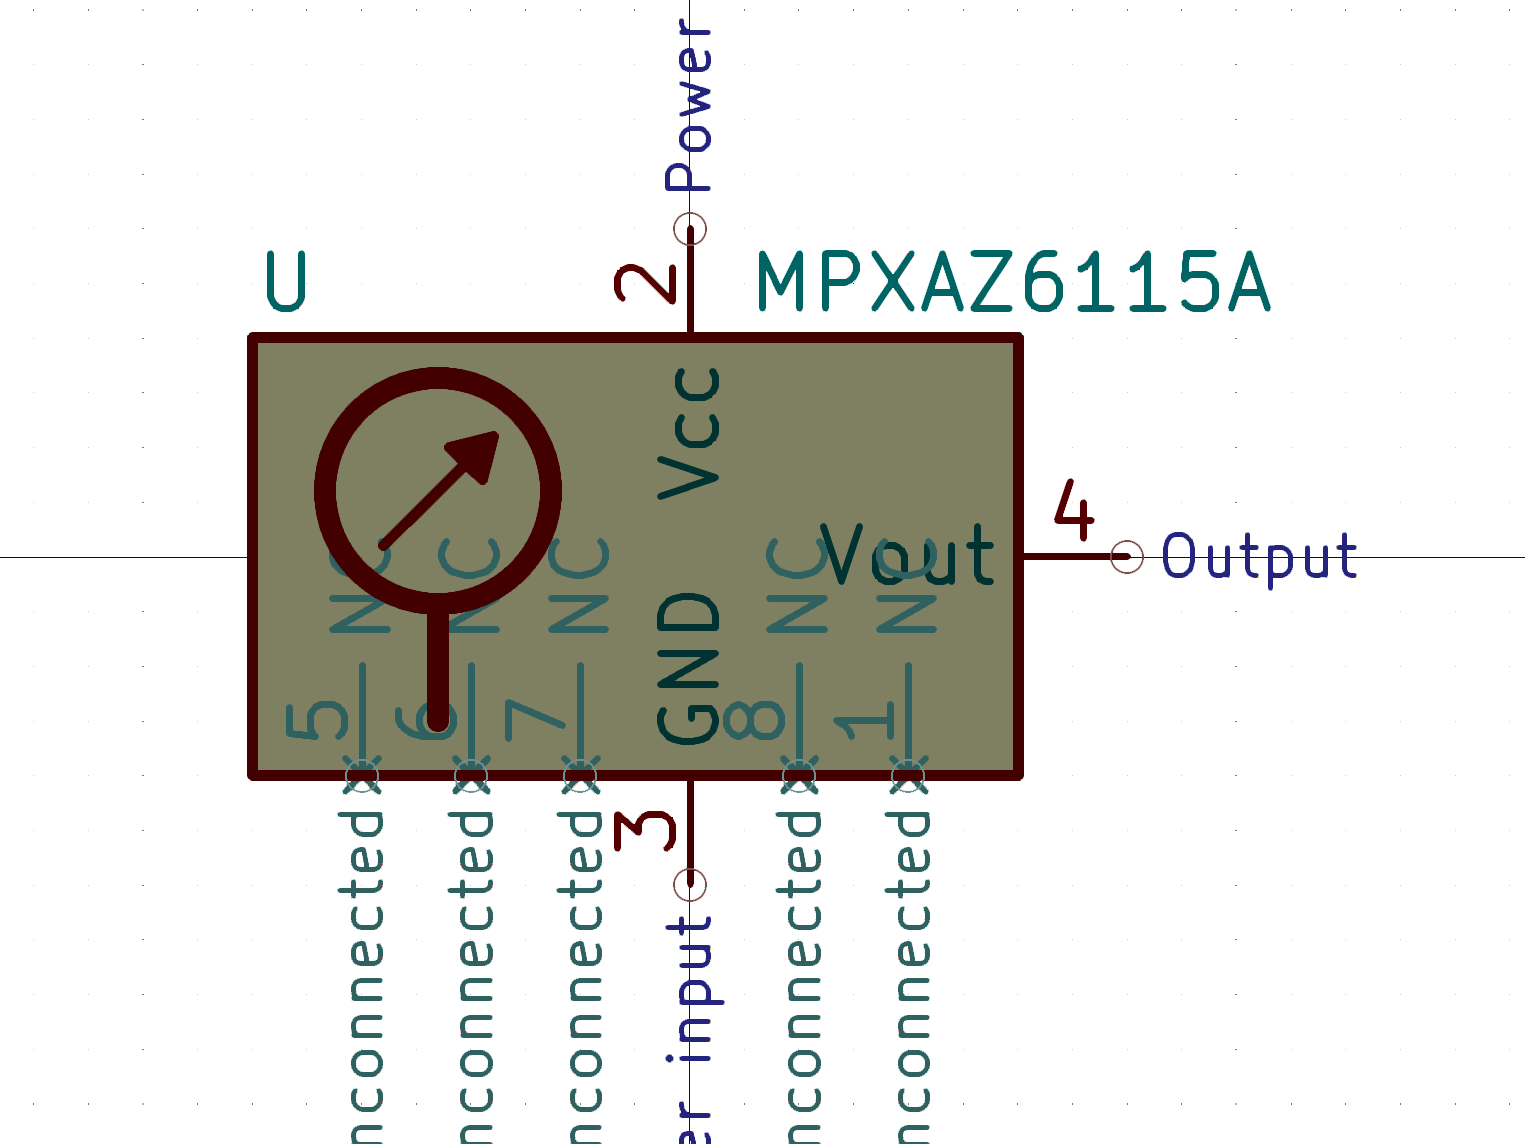 Power
U
2
MPXAZ6115A
Vcc
4
Vout
Output
NC
NC
NC
NC
NC
GND
5
6
7
8
1
3
nconnected
nconnected
nconnected
er input
nconnected
nconnected